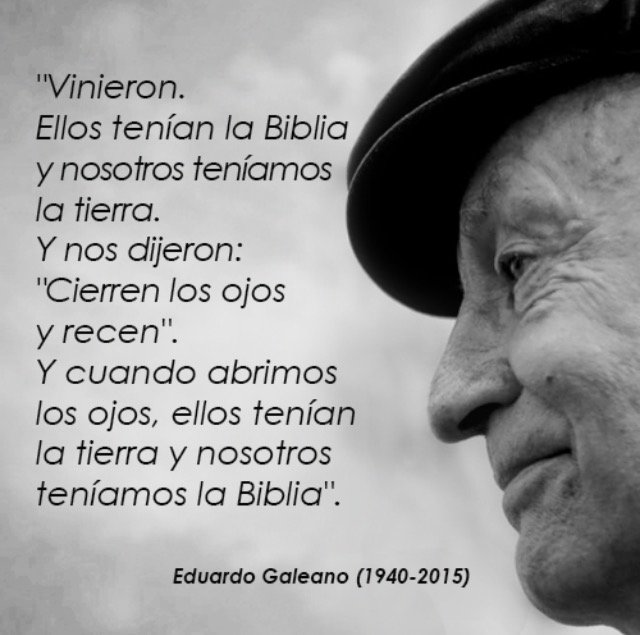 "Vinieron.
Ellos tenían la Biblia
y nosotros teníamos
la tierra.
Y nos dijeron:
"Cierren los ojos
y recen".
Y cuando abrimos
los ojos, ellos tenían
la tierra y nosotros
teníamos la Biblia".
Eduardo Galeano (1940-2015)